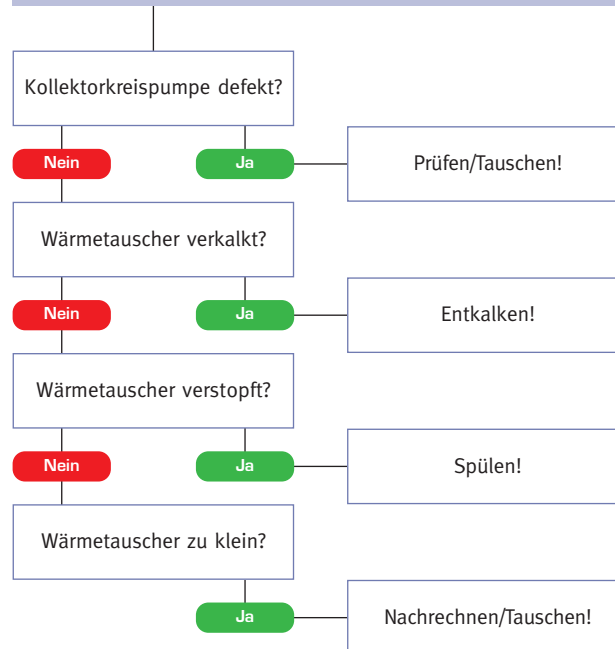 Kollektorkreispumpe defekt?
Nein
Ja
Prüfen/Tauschen!
Wärmetauscher verkalkt?
Nein
Ja
Entkalken!
Wärmetauscher verstopft?
Nein
Ja
Spülen!
Wärmetauscher zu klein?
Ja
Nachrechnen/Tauschen!